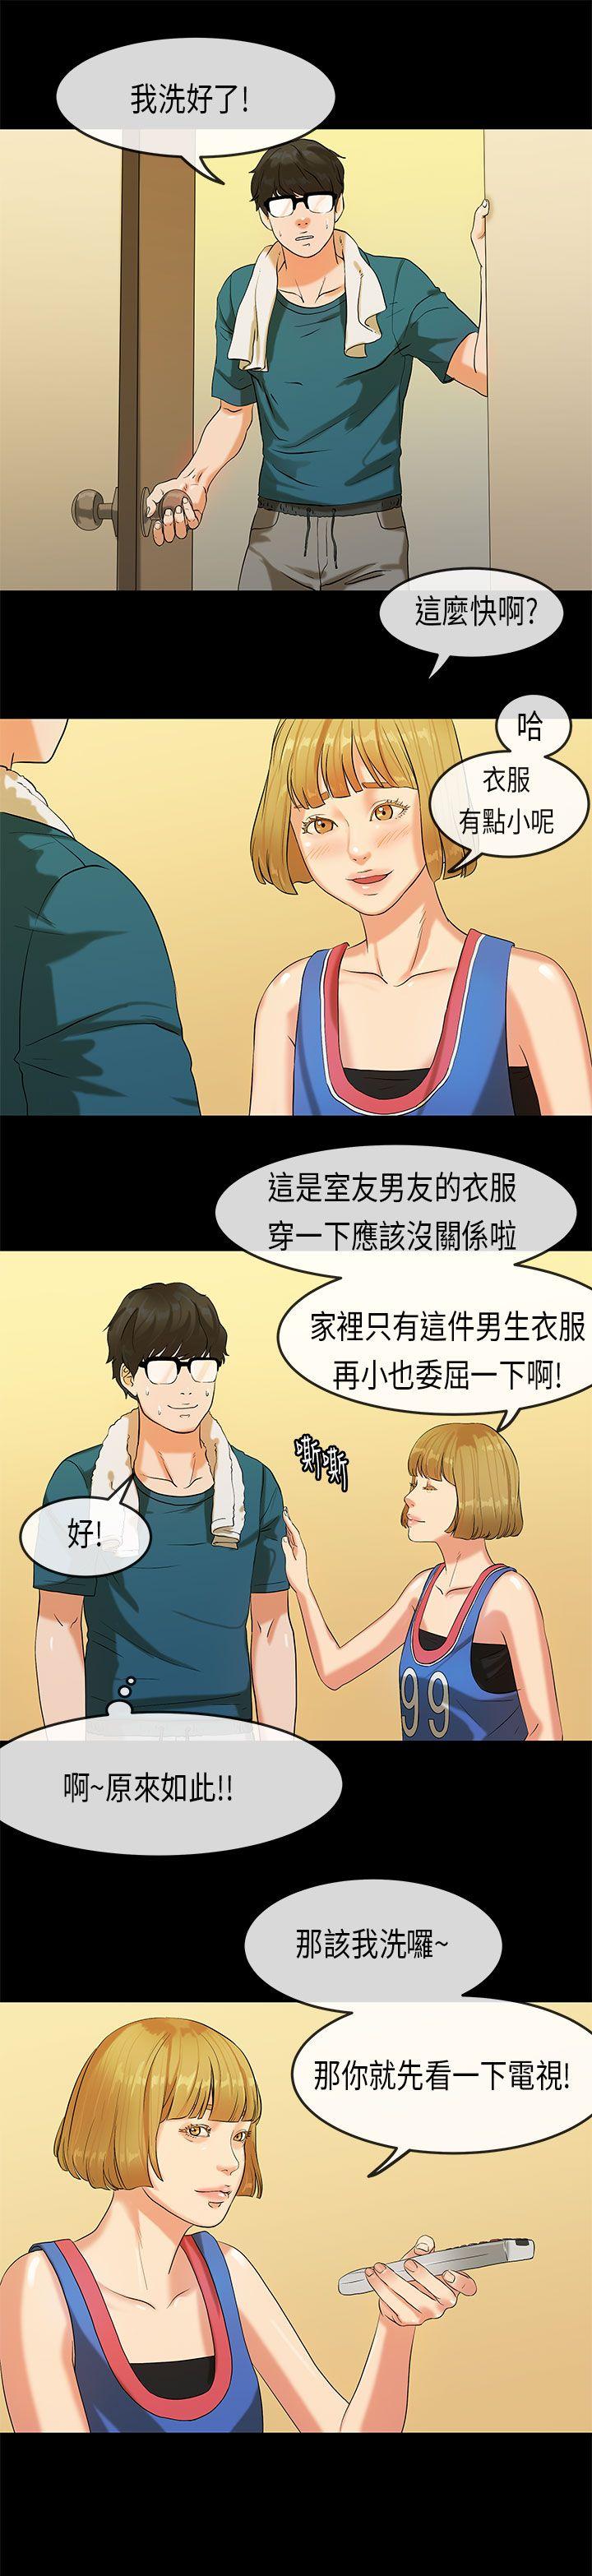 我洗好了!
這麼快啊?
哈
衣服
有點小呢
這是室友男友的衣服
穿一下應該沒關係啦
家裡只有這件男生衣服
再小也委屈一下啊!
嘶嘶
好!
99
啊~原來如此!!
那該我洗囉~
那你就先看一下電視!